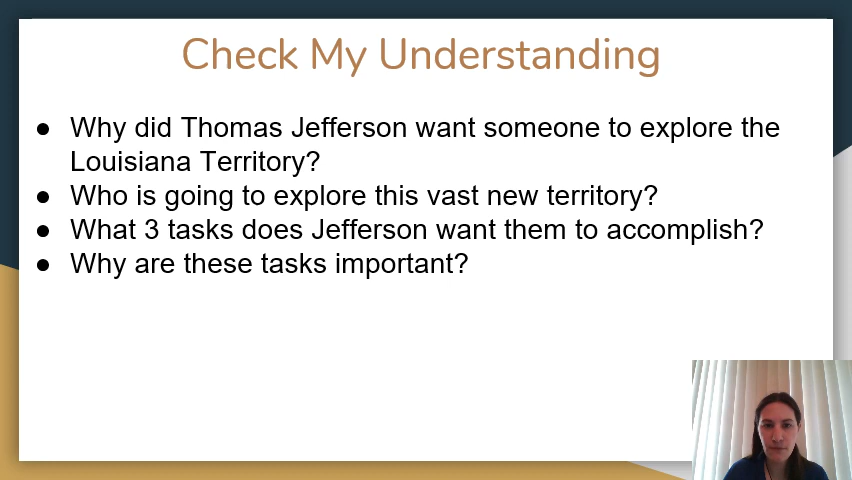 Check My Understanding
● Why did Thomas Jefferson want someone to explore the
Louisiana Territory?
● Who is going to explore this vast new territory?
● What 3 tasks does Jefferson want them to accomplish?
● Why are these tasks important?